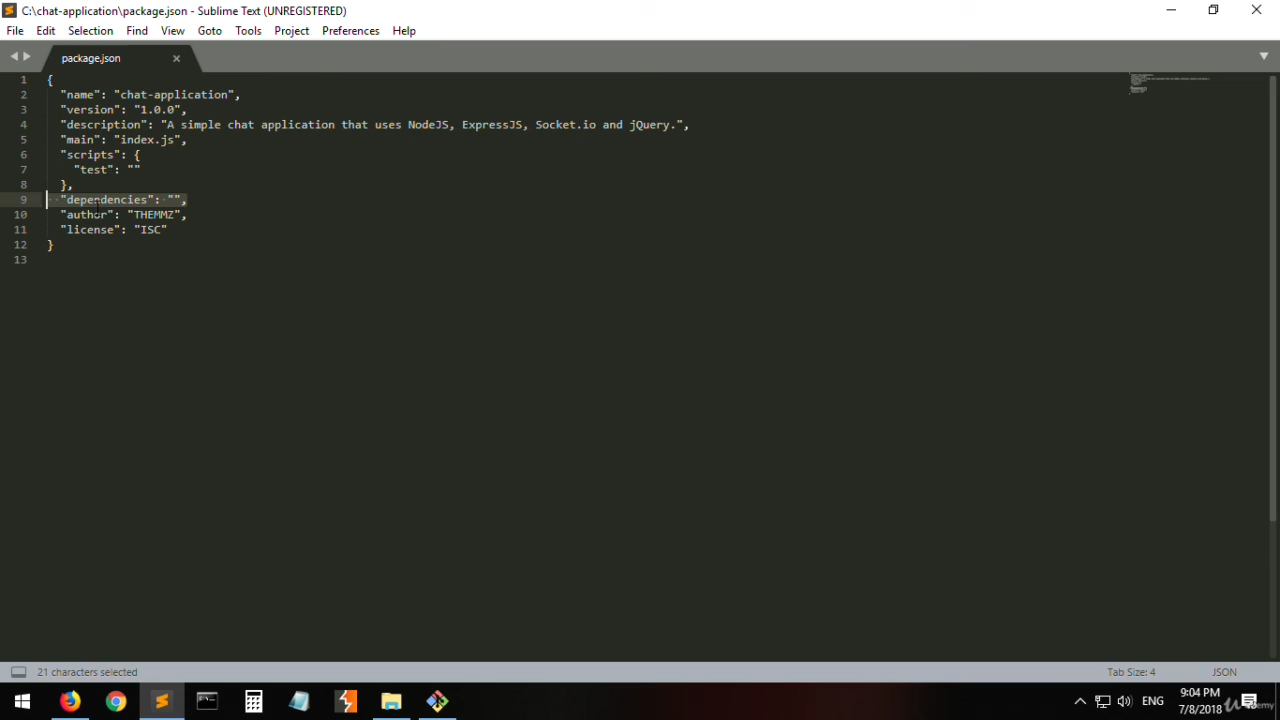 C:\chat-application\package.json - Sublime Text (UNREGISTERED)
File Edit Selection Find View Goto Tools Project Preferences Help
package.json
1 {
2 "name": "chat-application",
3 "version": "1.0.0",
4 "description": "A simple chat application that uses NodeJS, ExpressJS, Socket.io and jQuery.",
5 "main": "index.js",
6 "scripts": {
7 "test": ""
8 },
9 "dependencies": "",
10 "author": "THEMMZ",
11 "license": "ISC"
12 }
13
21 characters selected Tab Size: 4 JSON
ENG 9:04 PM
7/8/2018
Udemy